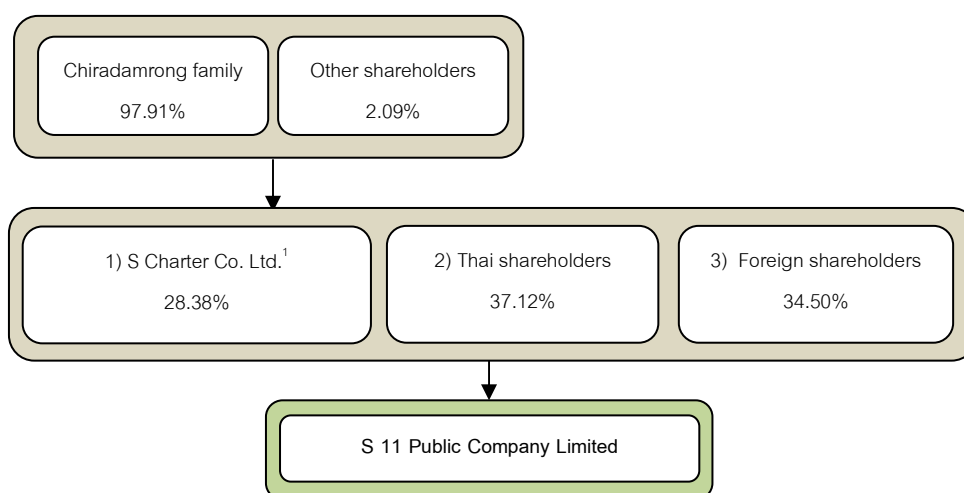 Chiradamrong family
97.91%
Other shareholders
2.09%
1) S Charter Co. Ltd.1
28.38%
2) Thai shareholders
37.12%
3) Foreign shareholders
34.50%
S 11 Public Company Limited